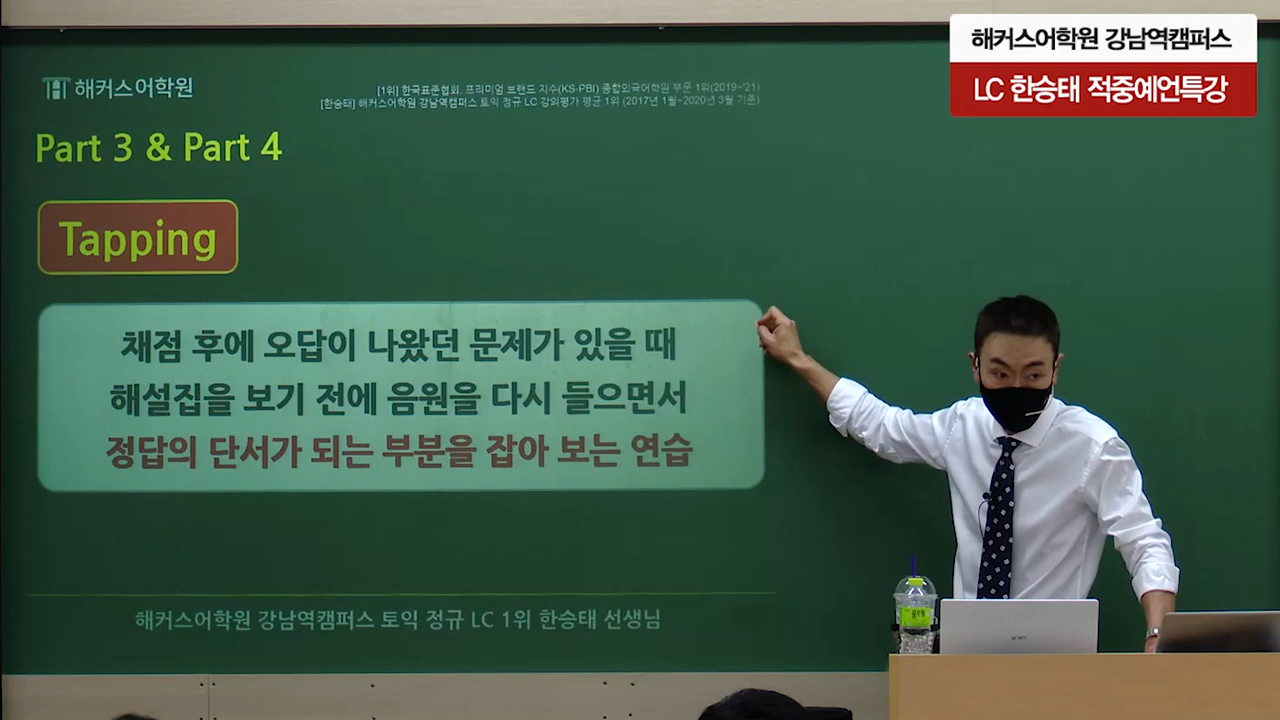 해커스어학원 강남역캠퍼스
LC 한승태 적중예언특강
해커스어학원
[1위] 한국표준협회, 프리미엄 브랜드 지수(KS-PBI) 종합외국어학원 부문 1위(2019~'21)
[한승태] 해커스어학원 강남역캠퍼스 토익 정규 LC 강의평가 평균 1위 (2017년 1월~2020년 3월 기준)
Part 3 & Part 4
Tapping
채점 후에 오답이 나왔던 문제가 있을 때
해설집을 보기 전에 음원을 다시 들으면서
정답의 단서가 되는 부분을 잡아 보는 연습
해커스어학원 강남역캠퍼스 토익 정규 LC 1위 한승태 선생님
gram